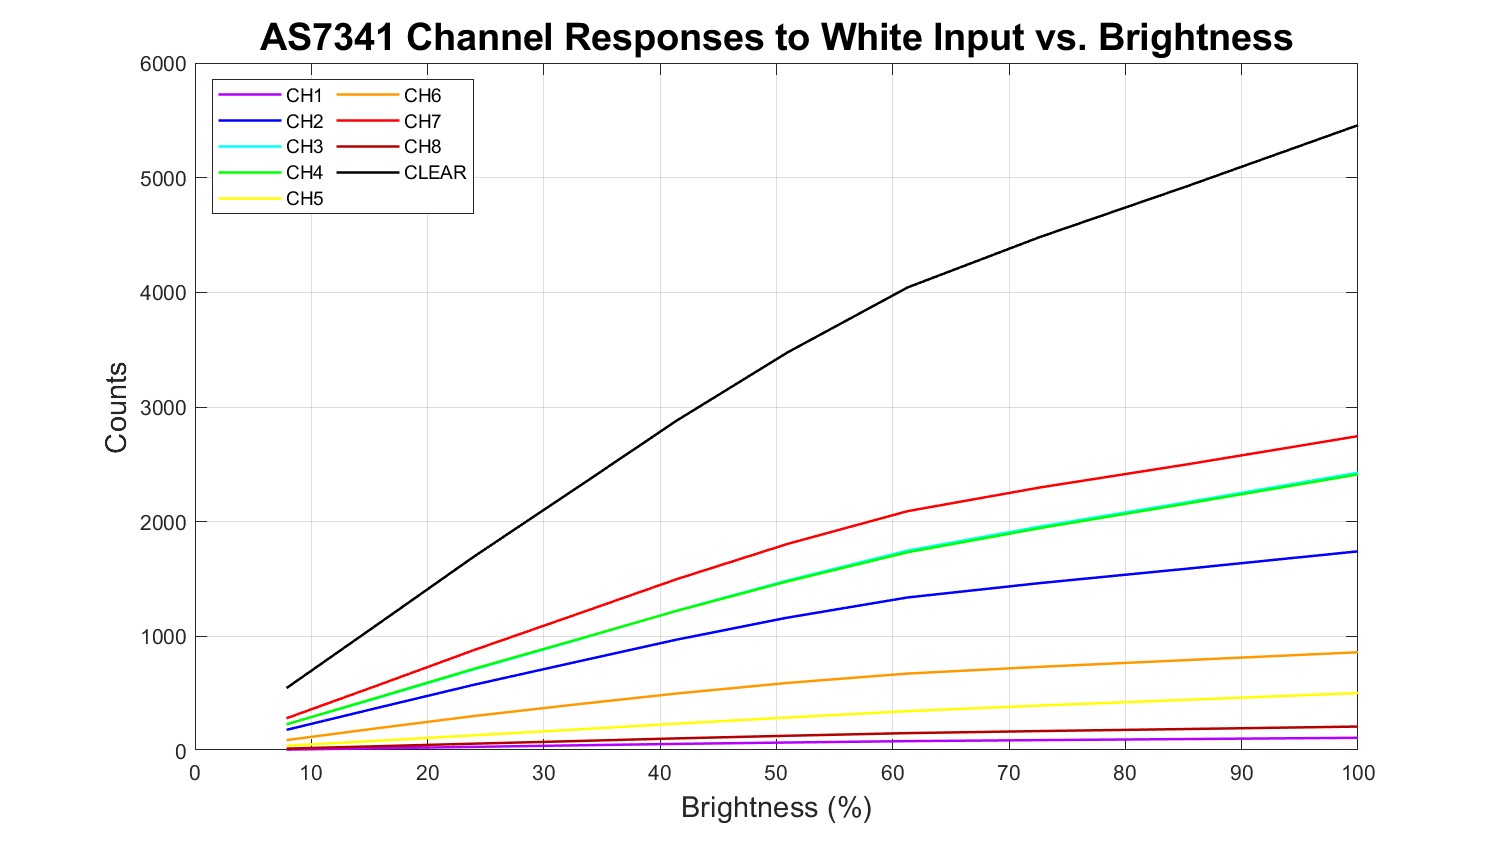 AS7341 Channel Responses to White Input vs. Brightness
6000
5000
4000
3000
2000
1000
0
Counts
CH1 CH6
CH2 CH7
CH3 CH8
CH4 CLEAR
CH5
0 10 20 30 40 50 60 70 80 90 100
Brightness (%)